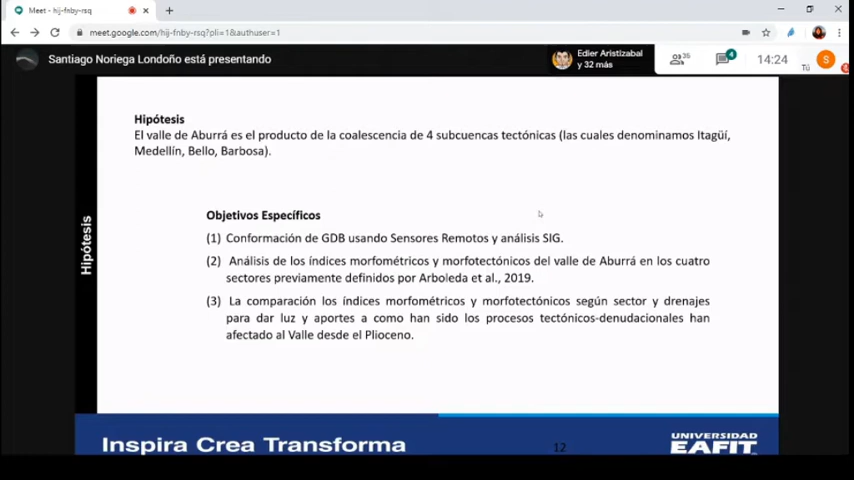 Meet - hij-fnby-rsq
meet.google.com/hij-fnby-rsq?pli=1&authuser=1
Santiago Noriega Londoño está presentando
Edier Aristizabal
y 32 más
35
4
14:24
Tú
S
Hipótesis
El valle de Aburrá es el producto de la coalescencia de 4 subcuencas tectónicas (las cuales denominamos Itagüí,
Medellín, Bello, Barbosa).
Hipótesis
Objetivos Específicos
(1) Conformación de GDB usando Sensores Remotos y análisis SIG.
(2) Análisis de los índices morfométricos y morfotectónicos del valle de Aburrá en los cuatro
sectores previamente definidos por Arboleda et al., 2019.
(3) La comparación los índices morfométricos y morfotectónicos según sector y drenajes
para dar luz y aportes a como han sido los procesos tectónicos-denudacionales han
afectado al Valle desde el Plioceno.
Inspira Crea Transforma
12
UNIVERSIDAD
EAFIT